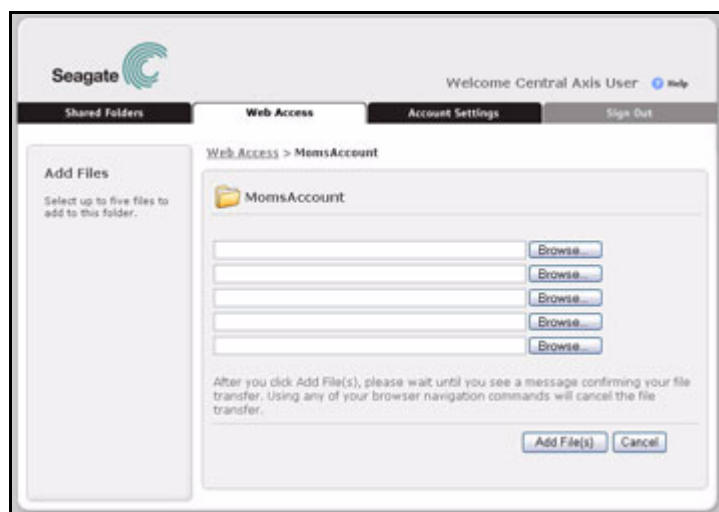 Seagate
Welcome Central Axis User ? Help
Shared Folders Web Access Account Settings Sign Out
Web Access > MomsAccount
Add Files
Select up to five files to
add to this folder.
MomsAccount
Browse...
Browse...
Browse...
Browse...
Browse...
After you click Add File(s), please wait until you see a message confirming your file
transfer. Using any of your browser navigation commands will cancel the file
transfer.
Add File(s) Cancel